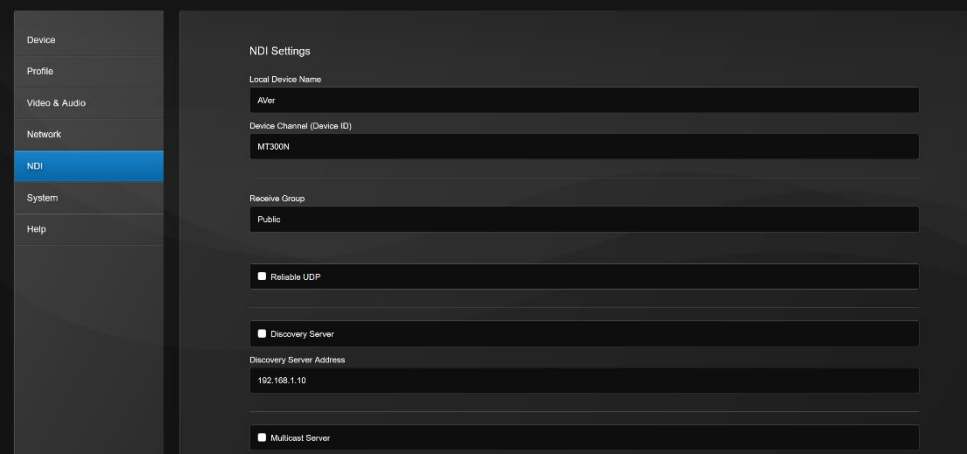 Device
Profile
Video & Audio
Network
NDI
System
Help
NDI Settings
Local Device Name
AVer
Device Channel (Device ID)
MT300N
Receive Group
Public
Reliable UDP
Discovery Server
Discovery Server Address
192.168.1.10
Multicast Server